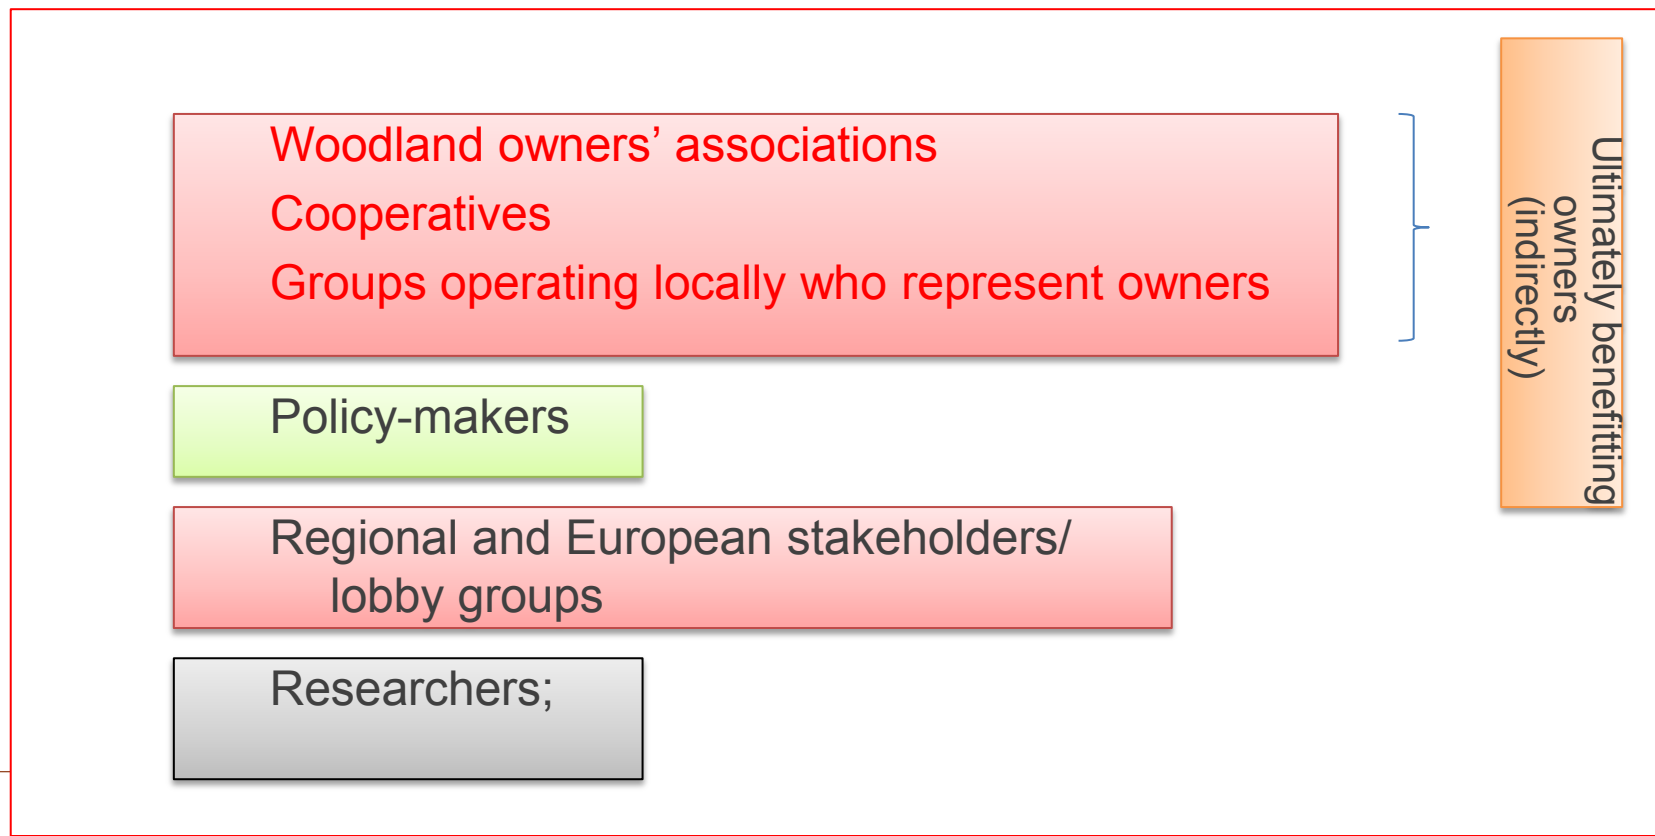 Woodland owners’ associations
Cooperatives
Groups operating locally who represent owners
Policy-makers
Regional and European stakeholders/
lobby groups
Researchers;
Ultimately benefitting
owners
(indirectly)